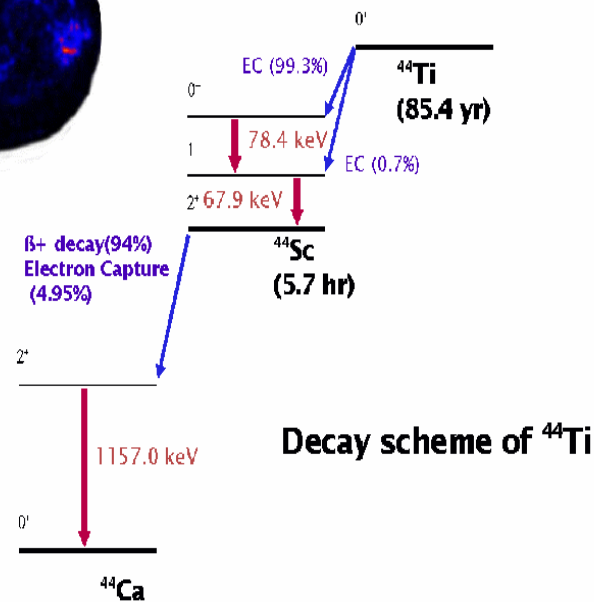 0⁺
EC (99.3%)
⁴⁴Ti
(85.4 yr)
0⁻
78.4 keV
1
EC (0.7%)
2⁺ 67.9 keV
⁴⁴Sc
(5.7 hr)
ß+ decay(94%)
Electron Capture
(4.95%)
2⁺
1157.0 keV
Decay scheme of ⁴⁴Ti
0⁺
⁴⁴Ca